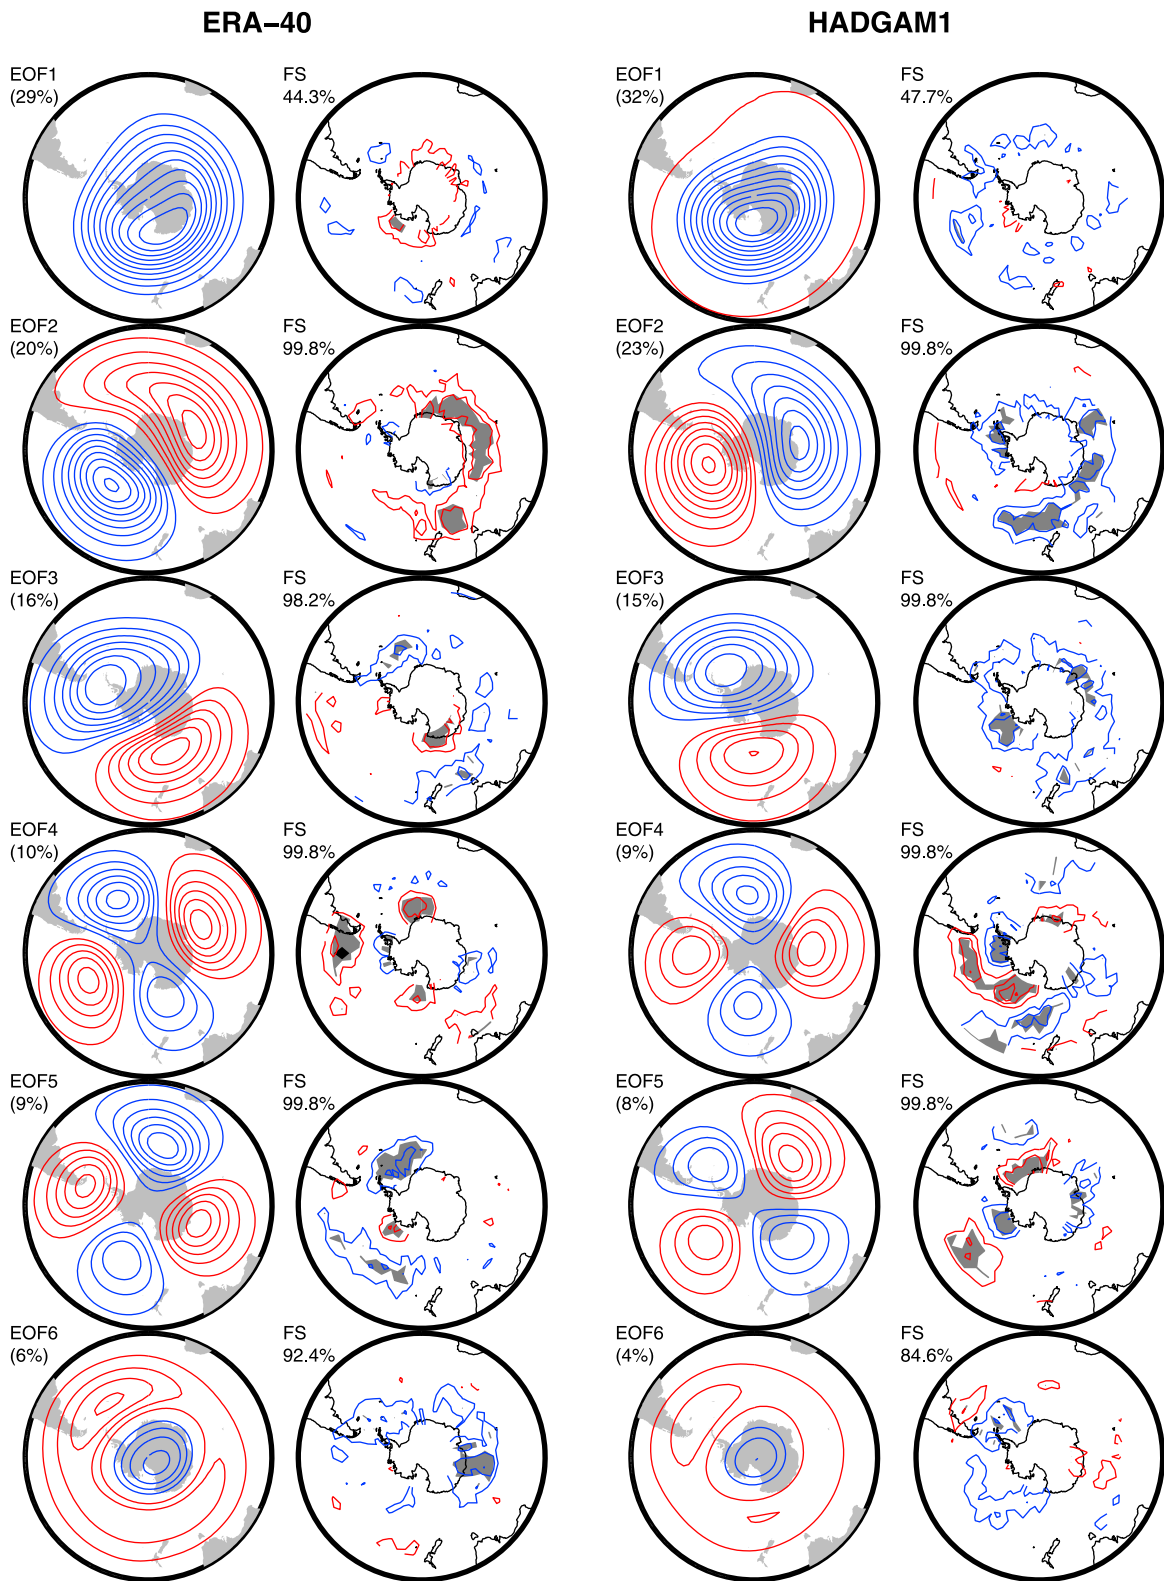 ERA−40 HADGAM1
EOF1 FS EOF1 FS
(29%) 44.3% (32%) 47.7%
EOF2 FS EOF2 FS
(20%) 99.8% (23%) 99.8%
EOF3 FS EOF3 FS
(16%) 98.2% (15%) 99.8%
EOF4 FS EOF4 FS
(10%) 99.8% (9%) 99.8%
EOF5 FS EOF5 FS
(9%) 99.8% (8%) 99.8%
EOF6 FS EOF6 FS
(6%) 92.4% (4%) 84.6%